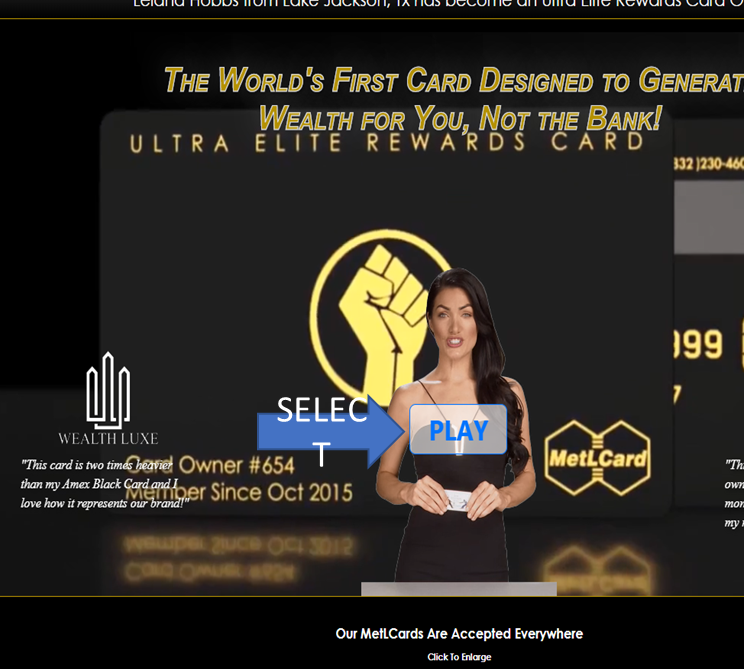 Leland Hobbs from Lake Jackson, Tx has become an Ultra Elite Rewards Card O
THE WORLD'S FIRST CARD DESIGNED TO GENERAT
WEALTH FOR YOU, NOT THE BANK!
ULTRA ELITE REWARDS CARD
832 )230-460
999
7
SELEC
T
PLAY
WEALTH LUXE
"This card is two times heavier
than my Amex Black Card and I
love how it represents our brand!"
Card Owner #654
Member Since Oct 2015
MetLCard
"Th
own
mon
my r
Our MetLCards Are Accepted Everywhere
Click To Enlarge